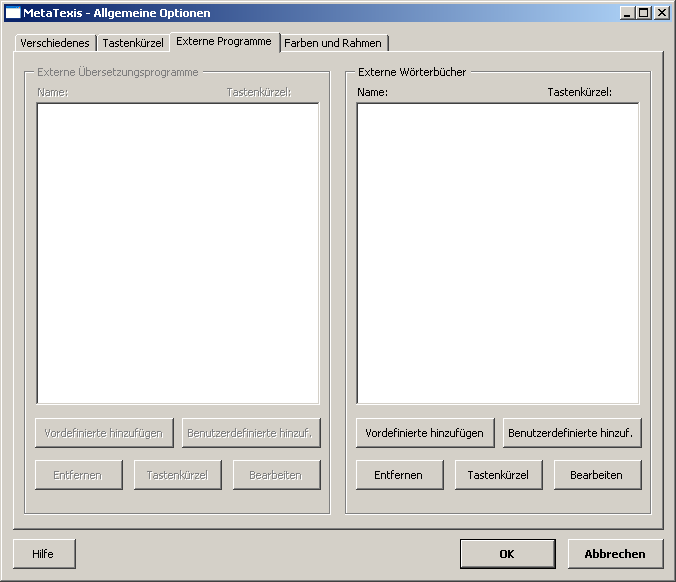 MetaTexis - Allgemeine Optionen
Verschiedenes Tastenkürzel Externe Programme Farben und Rahmen
Externe Übersetzungsprogramme
Name: Tastenkürzel:
Vordefinierte hinzufügen Benutzerdefinierte hinzuf.
Entfernen Tastenkürzel Bearbeiten
Externe Wörterbücher
Name: Tastenkürzel:
Vordefinierte hinzufügen Benutzerdefinierte hinzuf.
Entfernen Tastenkürzel Bearbeiten
Hilfe OK Abbrechen